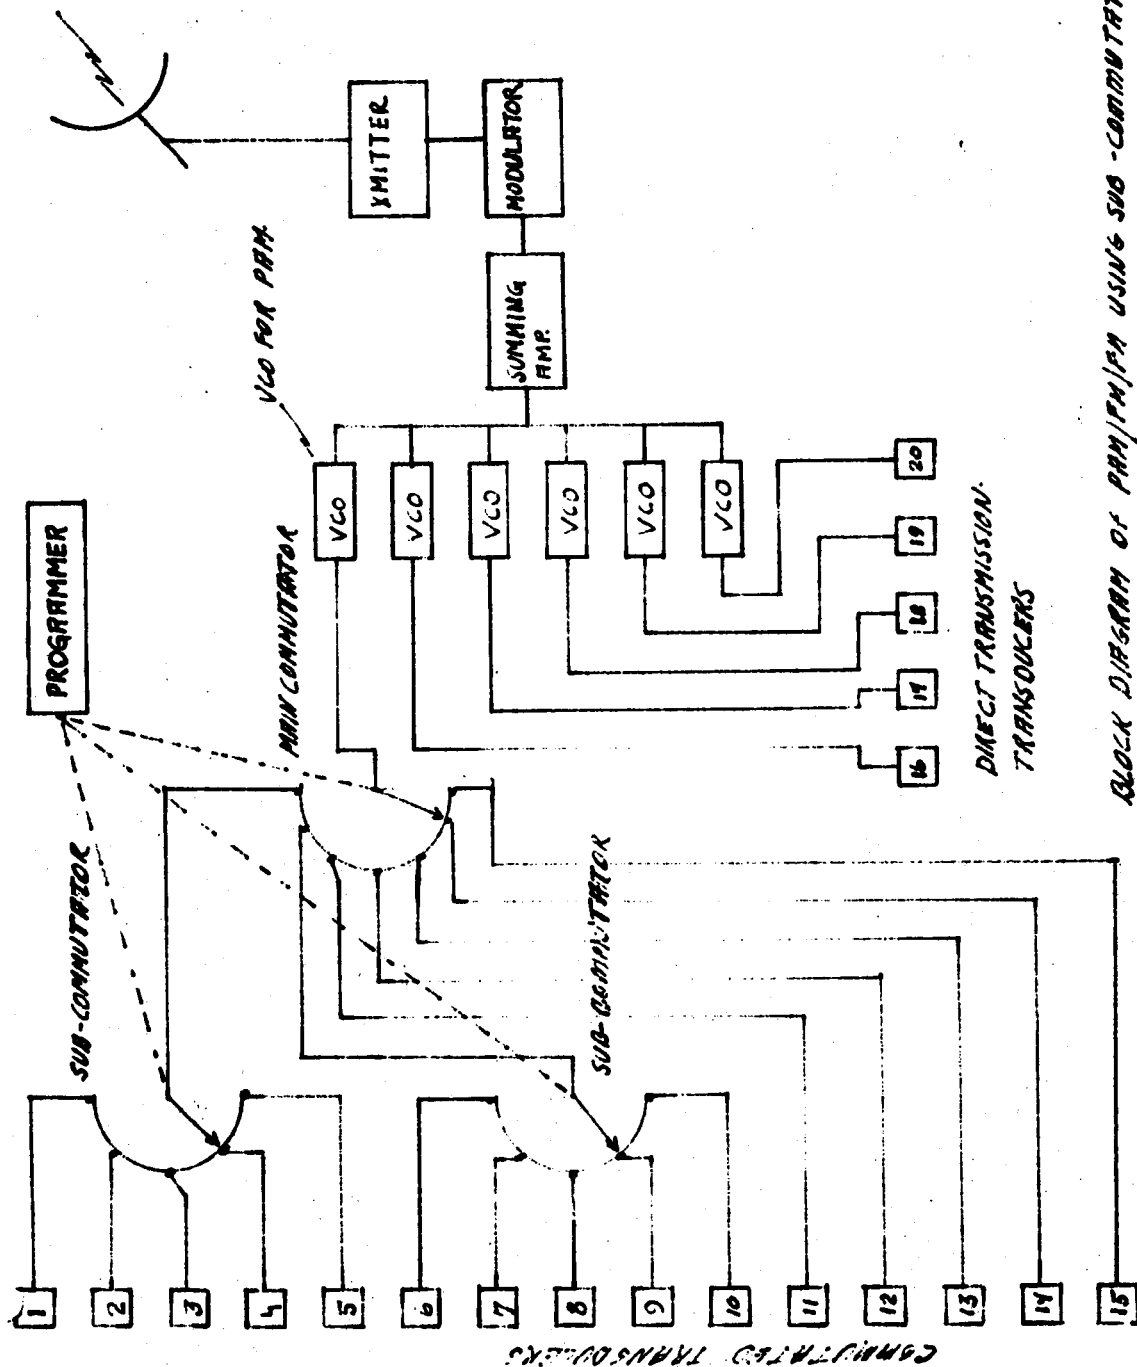 PROGRAMMER
SUB-COMMUTATOR
MAIN COMMUTATOR
SUB-COMMUTATOR
VCO FOR PAM.
VCO
VCO
VCO
VCO
VCO
VCO
SUMMING
AMP.
MODULATOR
XMITTER
1
2
3
4
5
6
7
8
9
10
11
12
13
14
15
COMMUTATED TRANSDUCERS
16
17
18
19
20
DIRECT TRANSMISSION.
TRANSDUCERS
BLOCK DIAGRAM OF PAM/FM/FM USING SUB-COMMUTAT